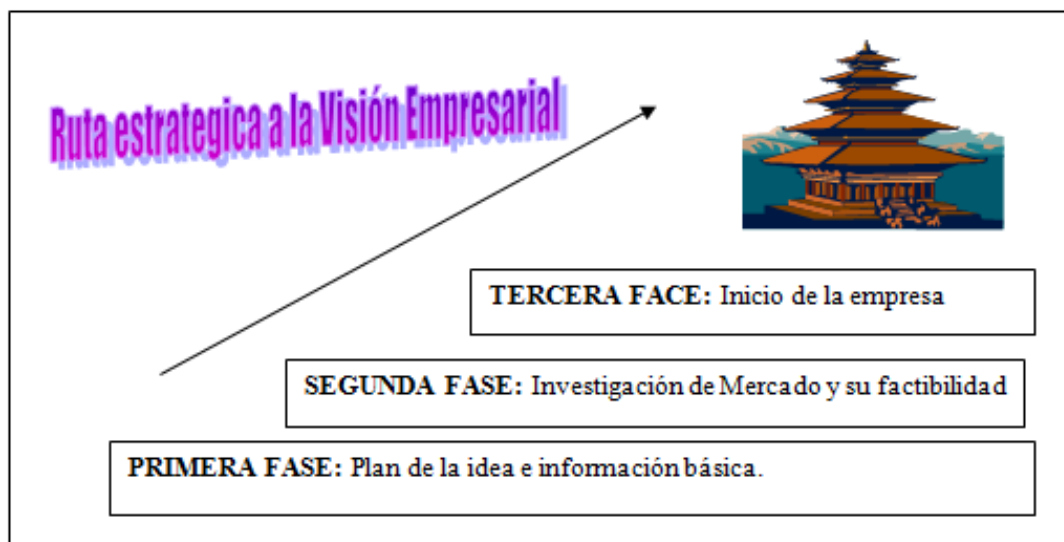 Ruta estrategica a la Visión Empresarial
TERCERA FACE: Inicio de la empresa
SEGUNDA FASE: Investigación de Mercado y su factibilidad
PRIMERA FASE: Plan de la idea e información básica.